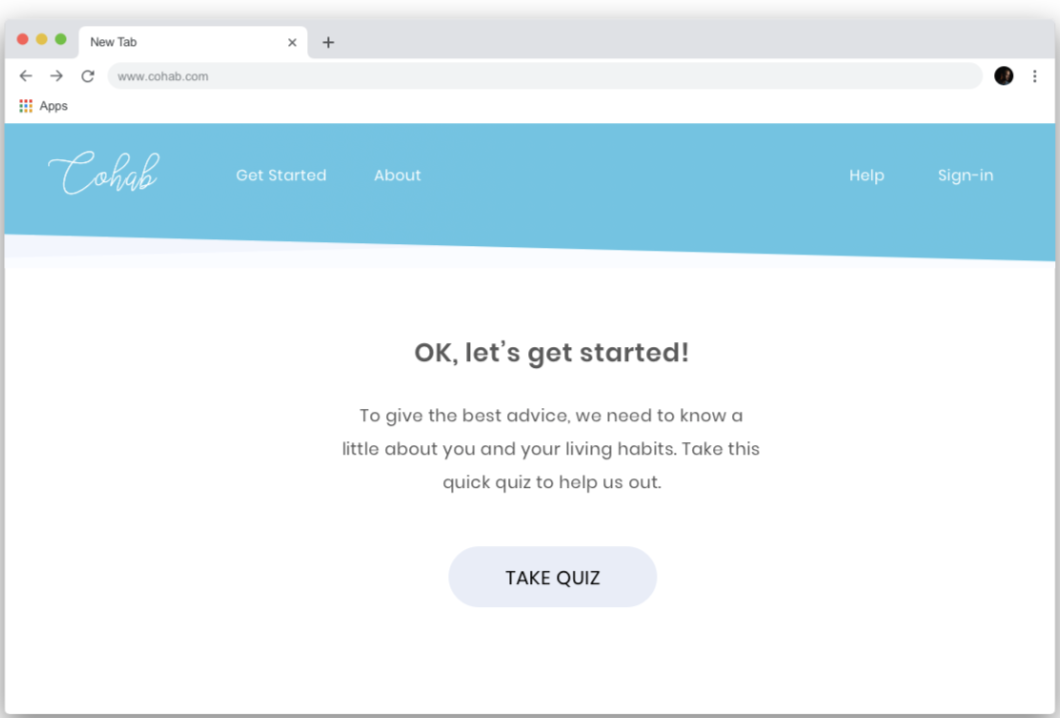 New Tab
www.cohab.com
Apps
Cohab Get Started About Help Sign-in
OK, let's get started!
To give the best advice, we need to know a
little about you and your living habits. Take this
quick quiz to help us out.
TAKE QUIZ